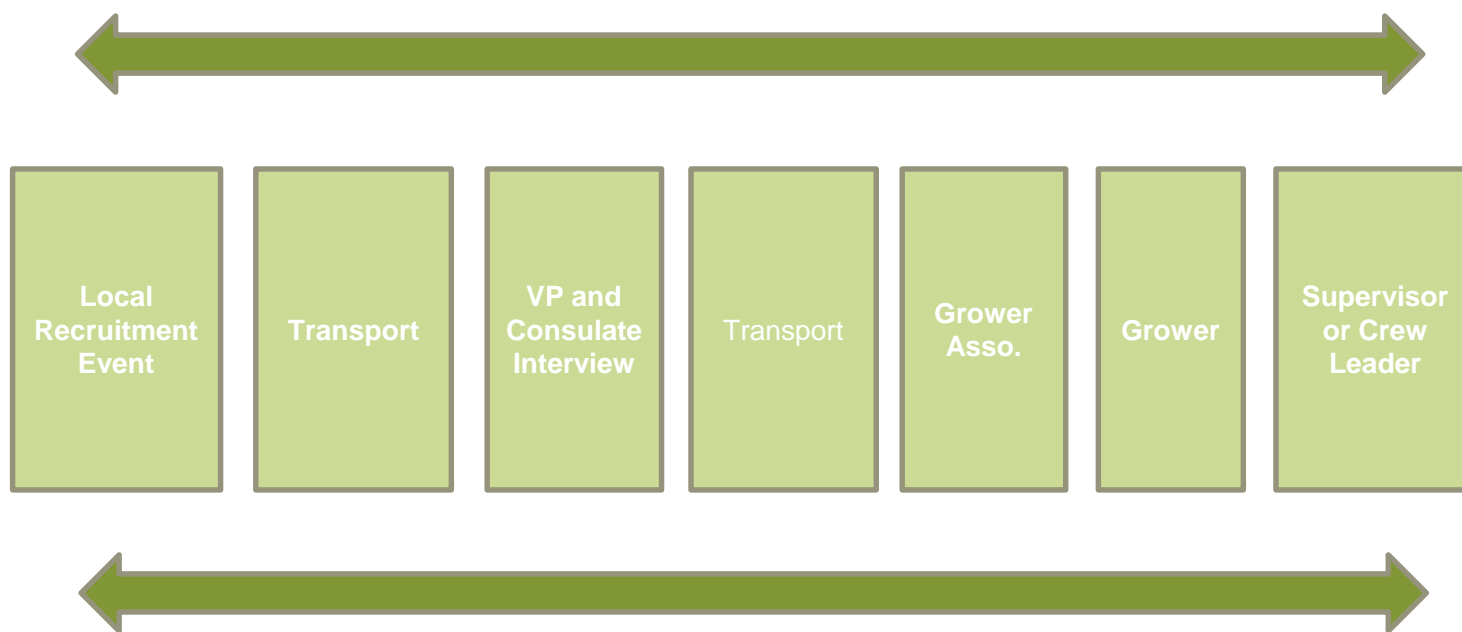 Local
Recruitment
Event
Transport
VP and
Consulate
Interview
Transport
Grower
Asso.
Grower
Supervisor
or Crew
Leader